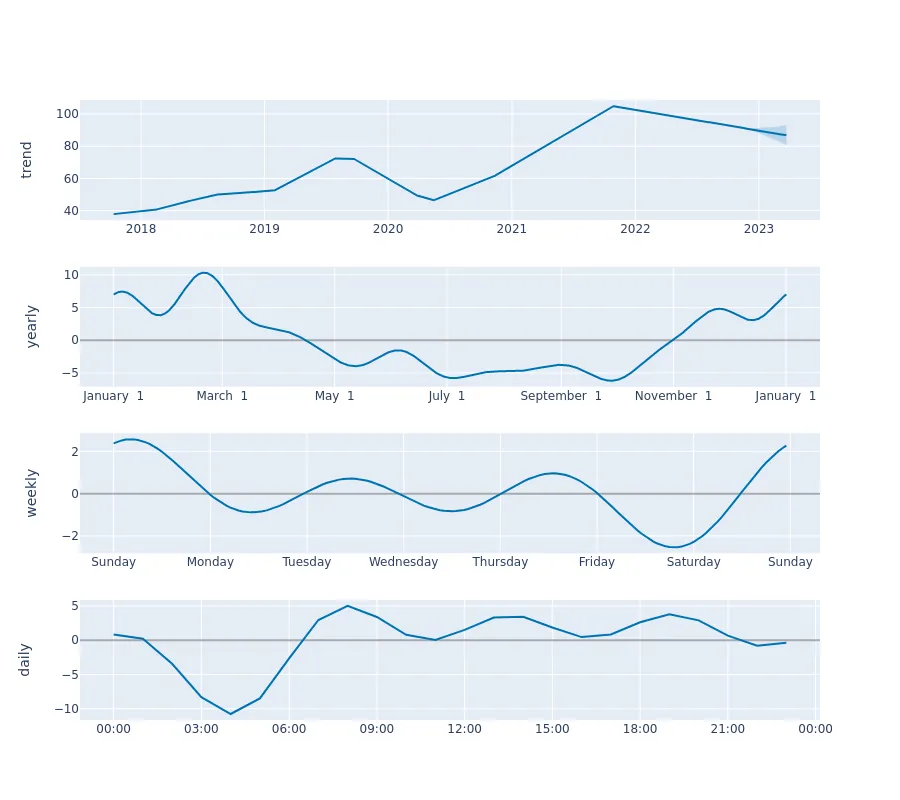 trend
100
80
60
40
2018 2019 2020 2021 2022 2023
yearly
10
5
0
−5
January 1 March 1 May 1 July 1 September 1 November 1 January 1
weekly
2
0
−2
Sunday Monday Tuesday Wednesday Thursday Friday Saturday Sunday
daily
5
0
−5
−10
00:00 03:00 06:00 09:00 12:00 15:00 18:00 21:00 00:00